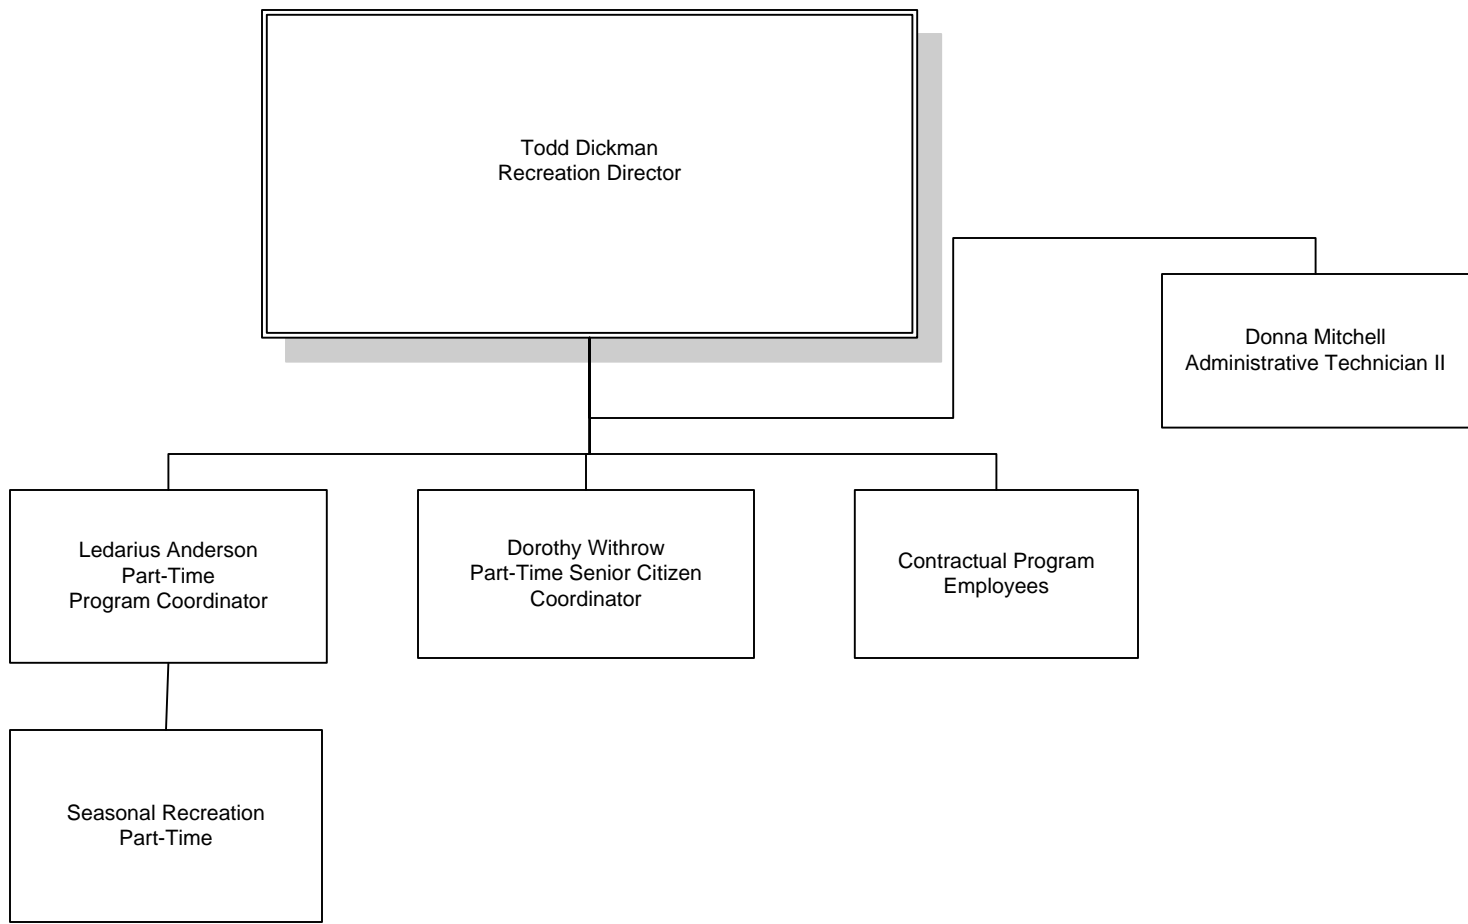 Todd Dickman
Recreation Director
Donna Mitchell
Administrative Technician II
Ledarius Anderson
Part-Time
Program Coordinator
Dorothy Withrow
Part-Time Senior Citizen
Coordinator
Contractual Program
Employees
Seasonal Recreation
Part-Time